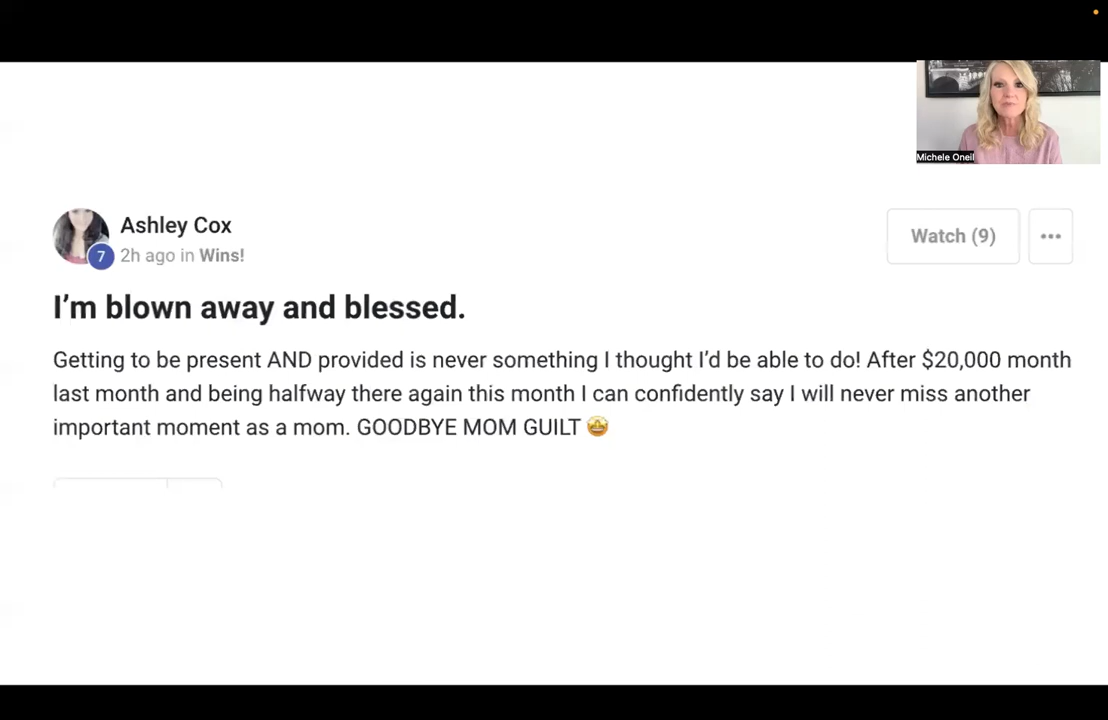 Michele Oneil
Ashley Cox
7
2h ago in Wins!
Watch (9)
I’m blown away and blessed.
Getting to be present AND provided is never something I thought I’d be able to do! After $20,000 month
last month and being halfway there again this month I can confidently say I will never miss another
important moment as a mom. GOODBYE MOM GUILT 🤩